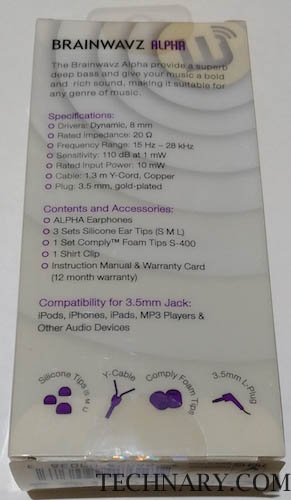 BRAINWAVZ ALPHA
The Brainwavz Alpha provide a superb
deep bass and give your music a bold
and rich sound, making it suitable for
any genre of music.
Specifications:
Drivers: Dynamic, 8 mm
Rated Impedance: 20 Ω
Frequency Range: 15 Hz ~ 28 kHz
Sensitivity: 110 dB at 1 mW
Rated Input Power: 10 mW
Cable: 1.3 m Y-Cord, Copper
Plug: 3.5 mm, gold-plated
Contents and Accessories:
ALPHA Earphones
3 Sets Silicone Ear Tips (S M L)
1 Set Comply™ Foam Tips S-400
1 Shirt Clip
Instruction Manual & Warranty Card
(12 month warranty)
Compatibility for 3.5mm Jack:
iPods, iPhones, iPads, MP3 Players &
Other Audio Devices
Silicone Tips (S M L)
Y-Cable
Comply Foam Tips
3.5mm L-Plug
TECHNARY.COM